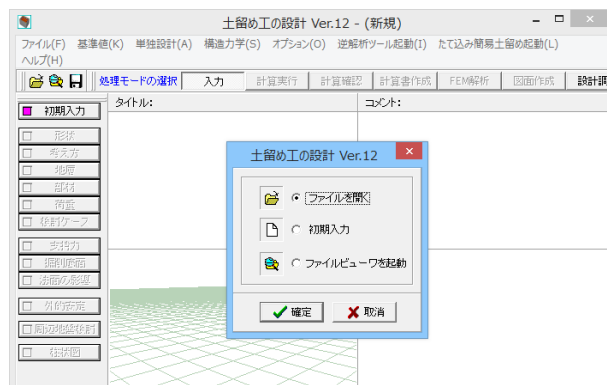 土留め工の設計 Ver.12 - (新規)
ファイル(F) 基準値(K) 単独設計(A) 構造力学(S) オプション(O) 逆解析ツール起動(I) たて込み簡易土留め起動(L)
ヘルプ(H)
処理モードの選択 入力 計算実行 計算確認 計算書作成 FEM解析 図面作成 設計調
初期入力
タイトル: コメント:
形状
考え方
地層
部材
荷重
検討ケース
支持力
掘削底面
法面の影響
外的安定
周辺地盤検討
柱状図
土留め工の設計 Ver.12
ファイルを開く
初期入力
ファイルビューワを起動
確定 取消